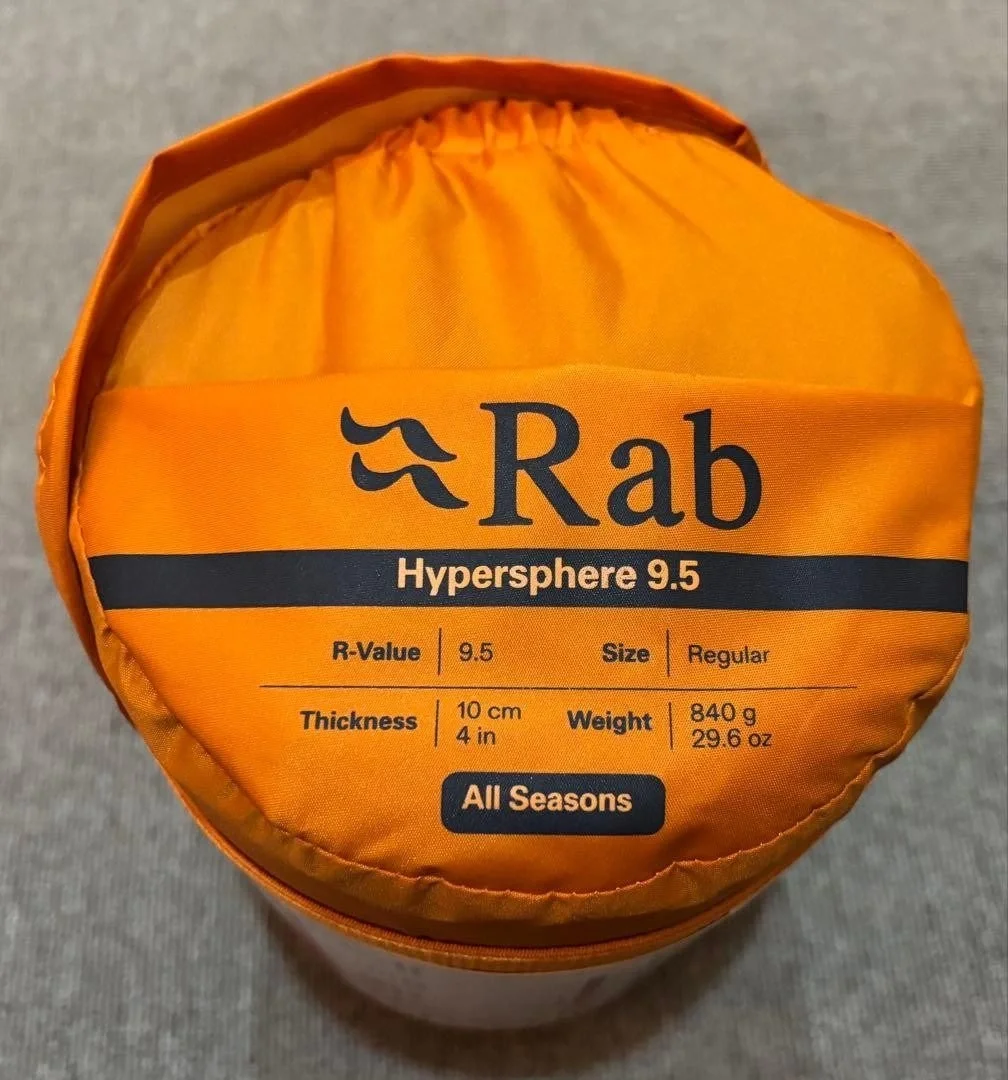 Rab
Hypersphere 9.5
R-Value 9.5 Size Regular
Thickness 10 cm 4 in Weight 840 g 29.6 oz
All Seasons